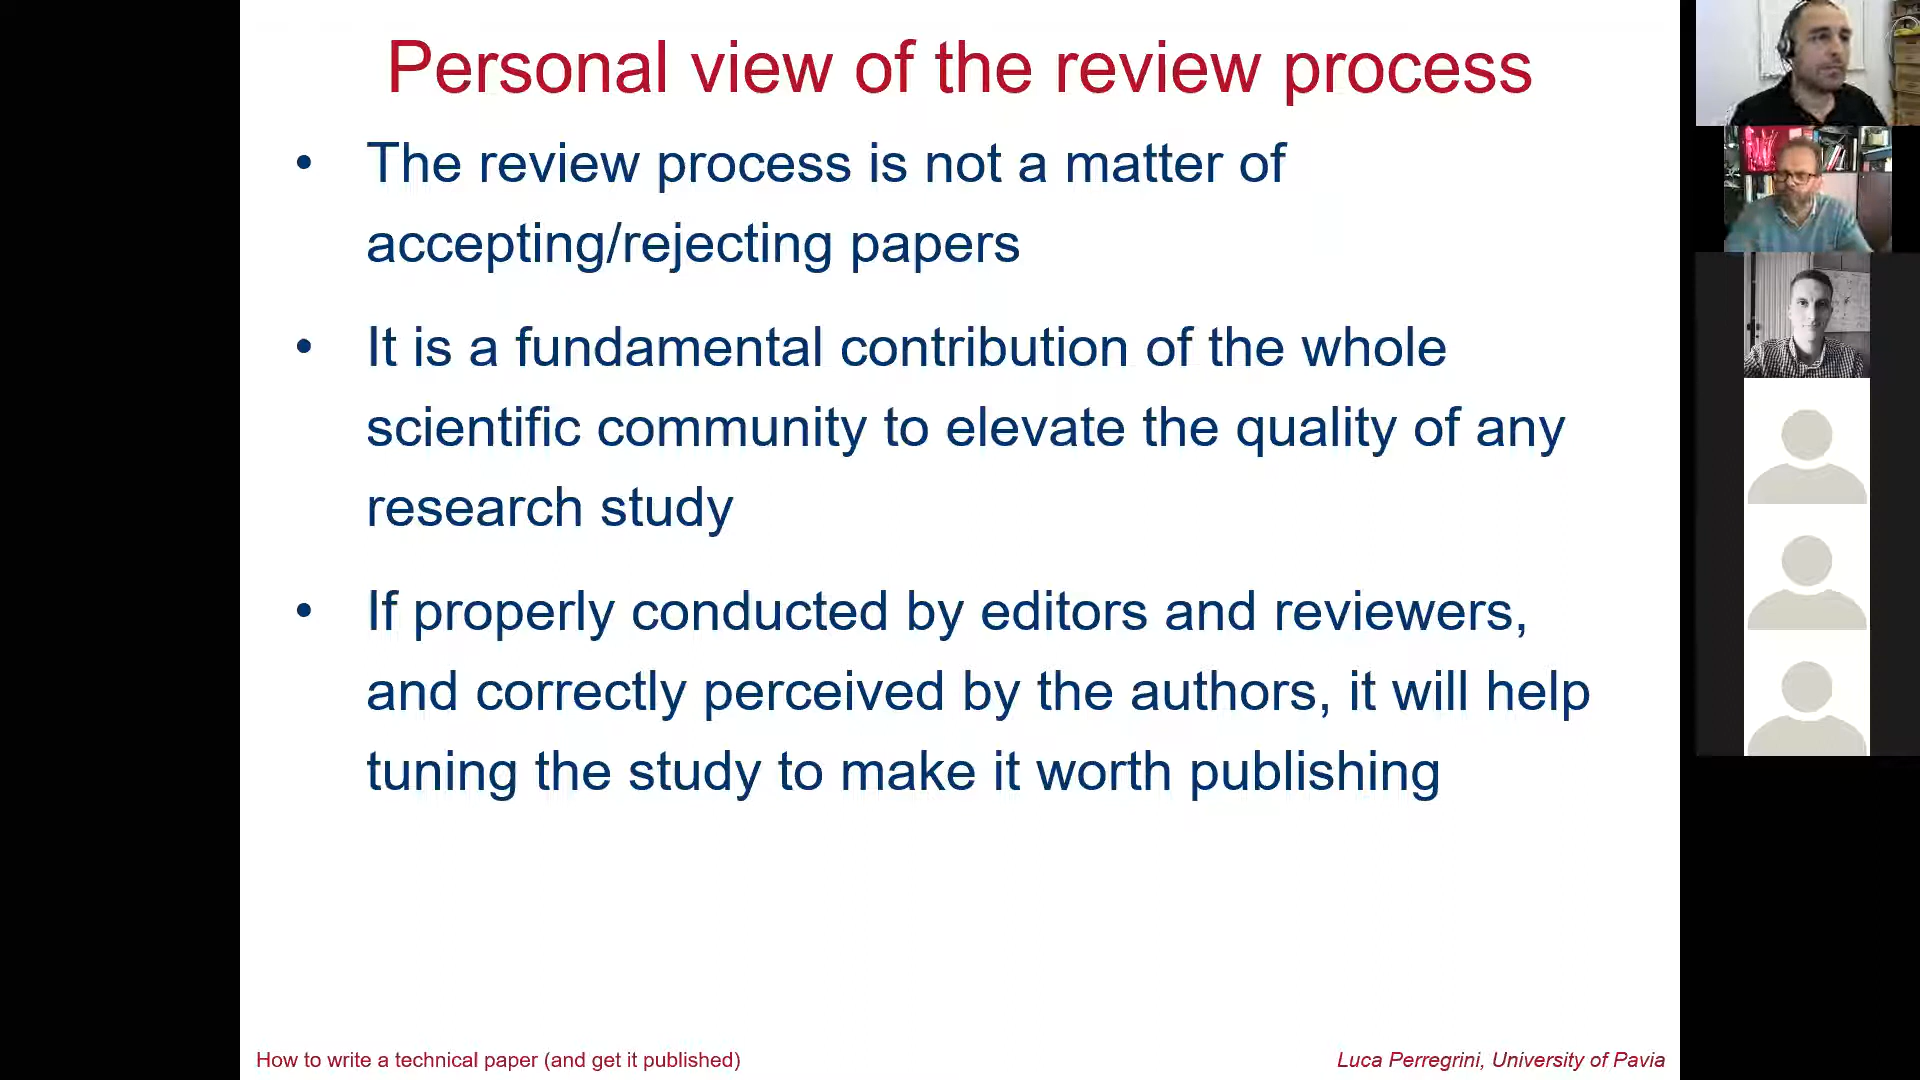 Personal view of the review process
• The review process is not a matter of
accepting/rejecting papers
• It is a fundamental contribution of the whole
scientific community to elevate the quality of any
research study
• If properly conducted by editors and reviewers,
and correctly perceived by the authors, it will help
tuning the study to make it worth publishing
How to write a technical paper (and get it published)
Luca Perregrini, University of Pavia